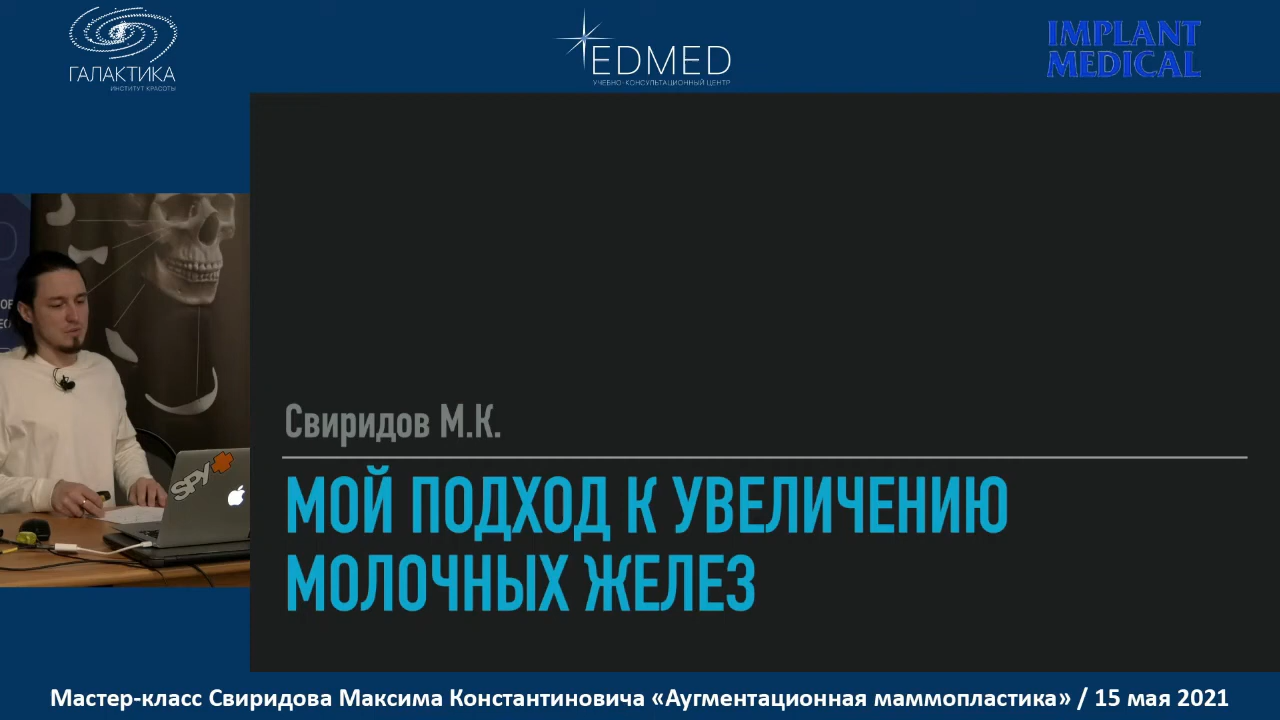 ГАЛАКТИКА
ИНСТИТУТ КРАСОТЫ
EDMED
УЧЕБНО-КОНСУЛЬТАЦИОННЫЙ ЦЕНТР
IMPLANT
MEDICAL
SPY
Свиридов М.К.
МОЙ ПОДХОД К УВЕЛИЧЕНИЮ
МОЛОЧНЫХ ЖЕЛЕЗ
Мастер-класс Свиридова Максима Константиновича «Аугментационная маммопластика» / 15 мая 2021